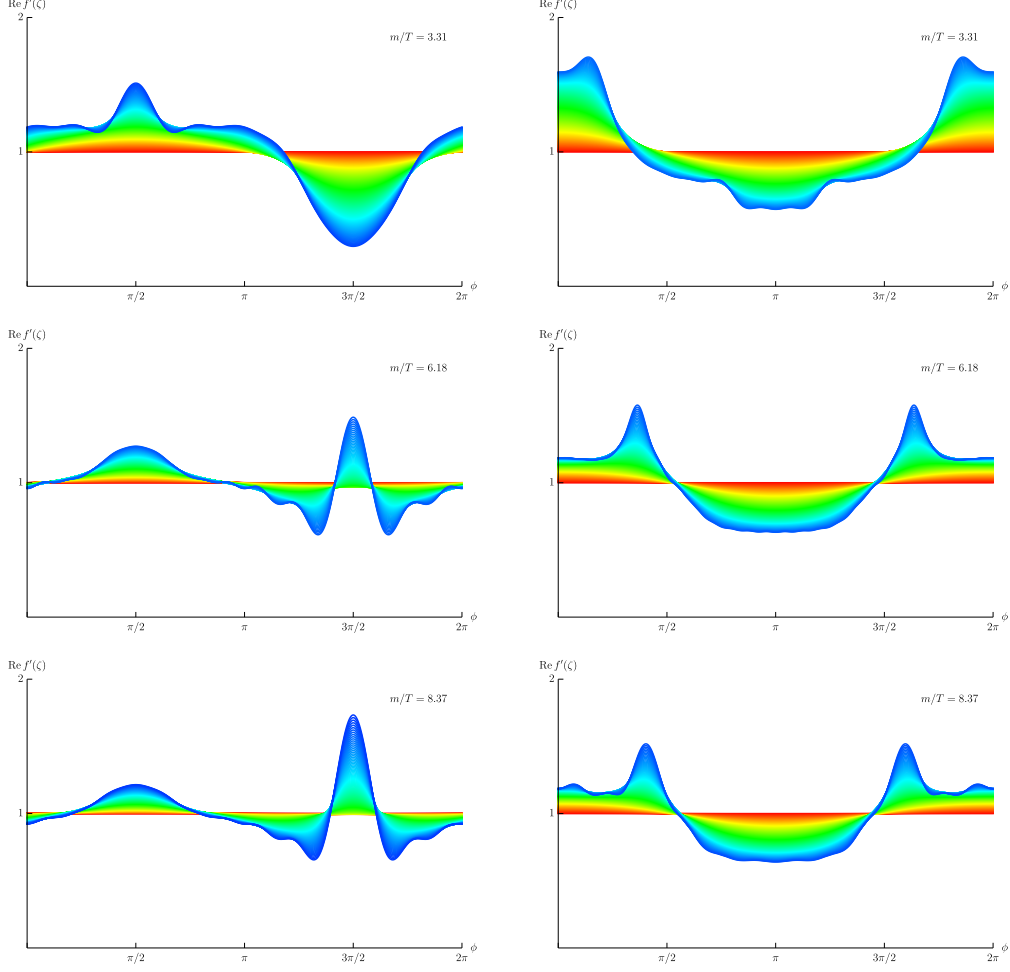 Re f′(ζ) Re f′(ζ)
2 2
m/T = 3.31 m/T = 3.31
1 1
ϕ ϕ
π/2 π 3π/2 2π π/2 π 3π/2 2π
Re f′(ζ) Re f′(ζ)
2 2
m/T = 6.18 m/T = 6.18
1 1
ϕ ϕ
π/2 π 3π/2 2π π/2 π 3π/2 2π
Re f′(ζ) Re f′(ζ)
2 2
m/T = 8.37 m/T = 8.37
1 1
ϕ ϕ
π/2 π 3π/2 2π π/2 π 3π/2 2π